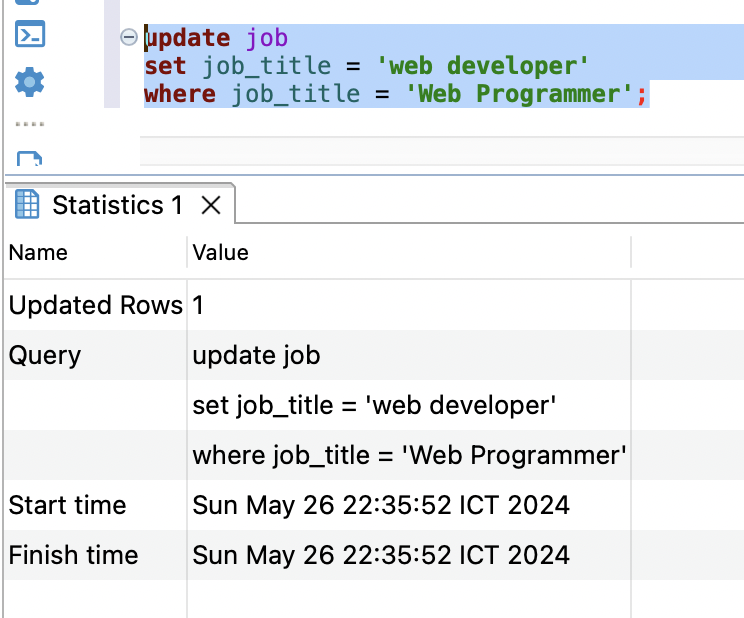 update job
set job_title = 'web developer'
where job_title = 'Web Programmer';
Statistics 1
Name Value
Updated Rows 1
Query update job
set job_title = 'web developer'
where job_title = 'Web Programmer'
Start time Sun May 26 22:35:52 ICT 2024
Finish time Sun May 26 22:35:52 ICT 2024